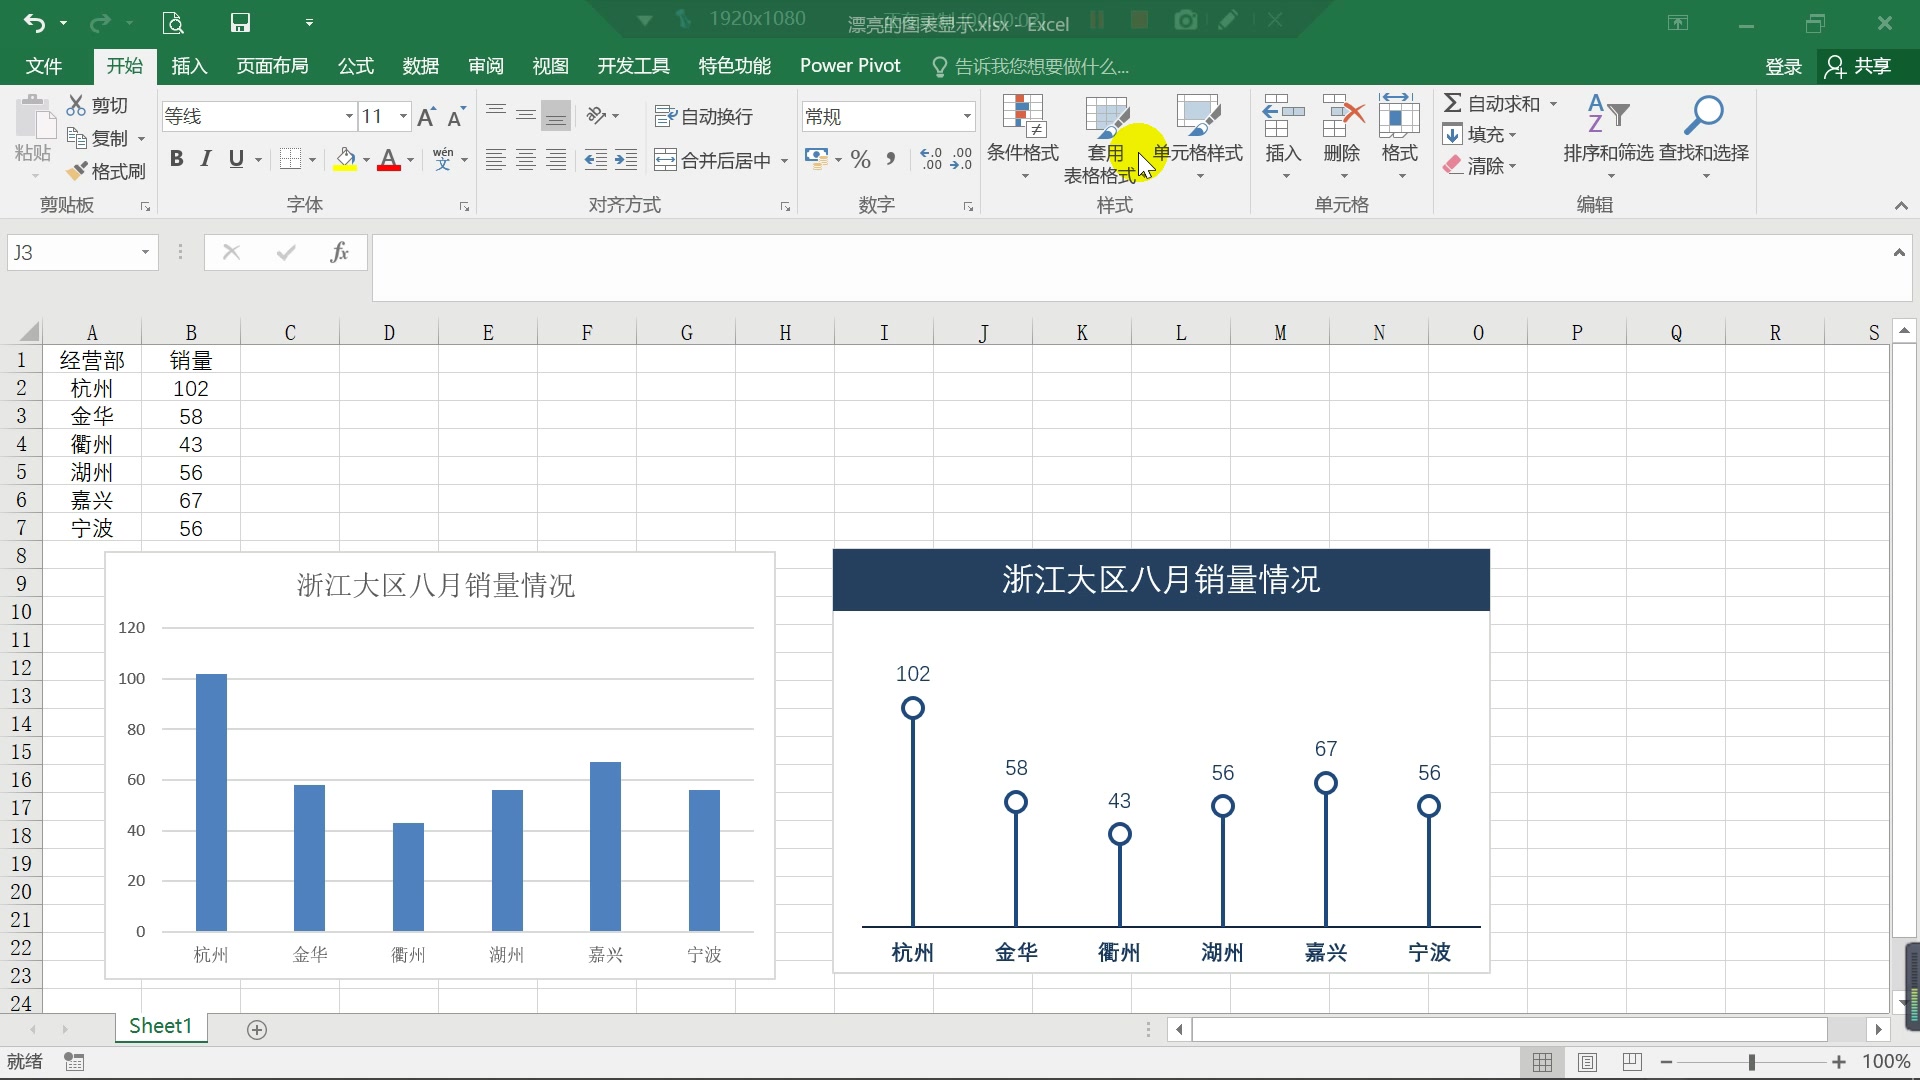 1920x1080
漂亮的图表显示.xlsx - Excel
文件 开始 插入 页面布局 公式 数据 审阅 视图 开发工具 特色功能 Power Pivot 告诉我您想要做什么... 登录 共享
粘贴 剪切 复制 格式刷
等线 11
B I U A wén 文
自动换行
合并后居中
常规
% ,
条件格式 套用 表格格式 单元格样式
插入 删除 格式
自动求和 填充 清除
排序和筛选 查找和选择
剪贴板 字体 对齐方式 数字 样式 单元格 编辑
J3 fx
A B C D E F G H I J K L M N O P Q R S
1 经营部 销量
2 杭州 102
3 金华 58
4 衢州 43
5 湖州 56
6 嘉兴 67
7 宁波 56
8
9
10
11
12
13
14
15
16
17
18
19
20
21
22
23
24
浙江大区八月销量情况
120
100
80
60
40
20
0
杭州 金华 衢州 湖州 嘉兴 宁波
浙江大区八月销量情况
102 58 43 56 67 56
杭州 金华 衢州 湖州 嘉兴 宁波
Sheet1
就绪 100%